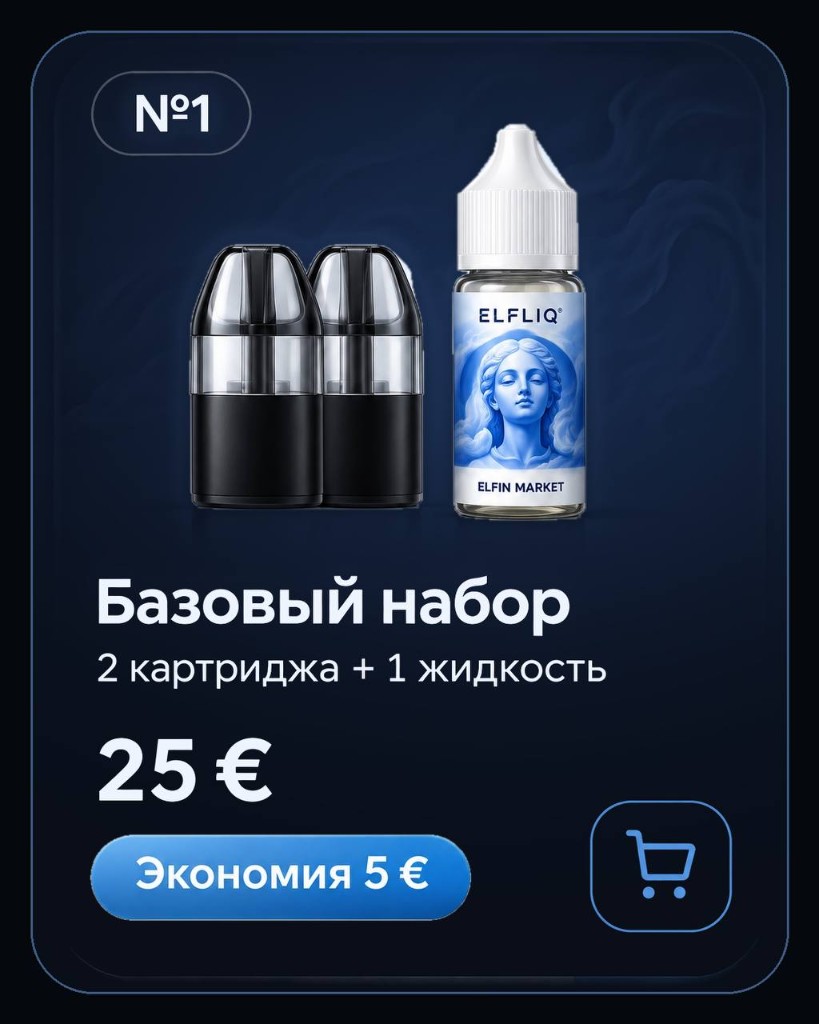 №1
ELFLIQ®
ELFIN MARKET
Базовый набор
2 картриджа + 1 жидкость
25 €
Экономия 5 €